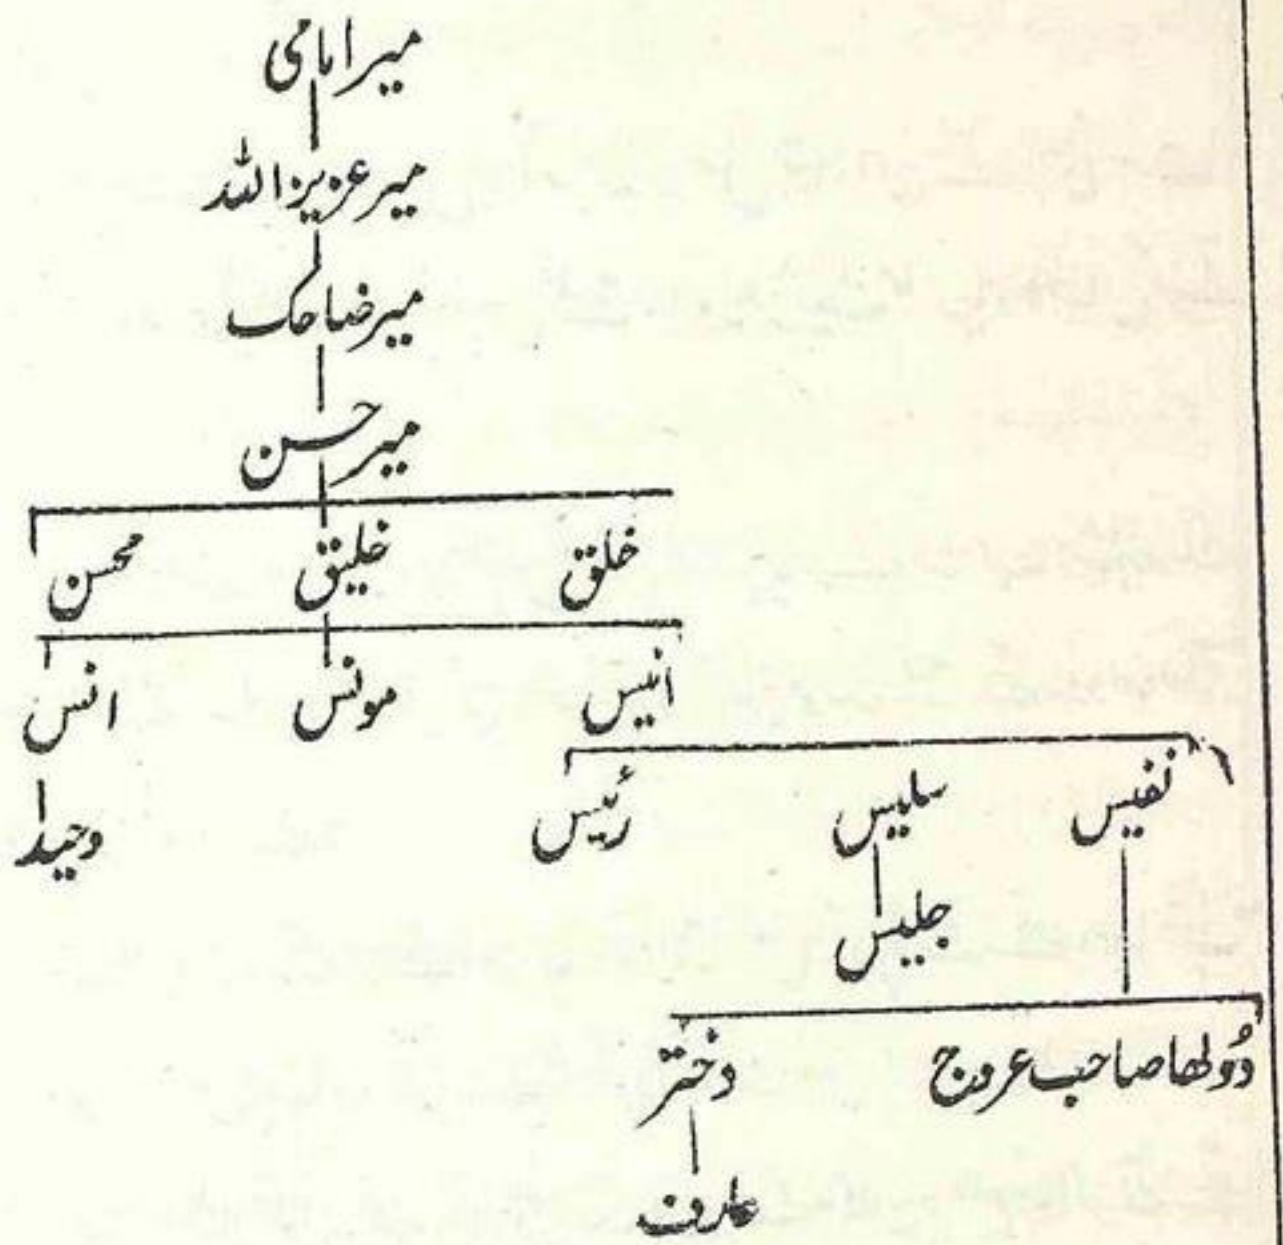 میر امامی
میر عزیز اللہ
میر ضاحک
میر حسن
خلق خلیق محسن
انیس مونس انس
نفیس سلیس رئیس وحید
جلیس
دُولھا صاحب عروج دختر
عارف